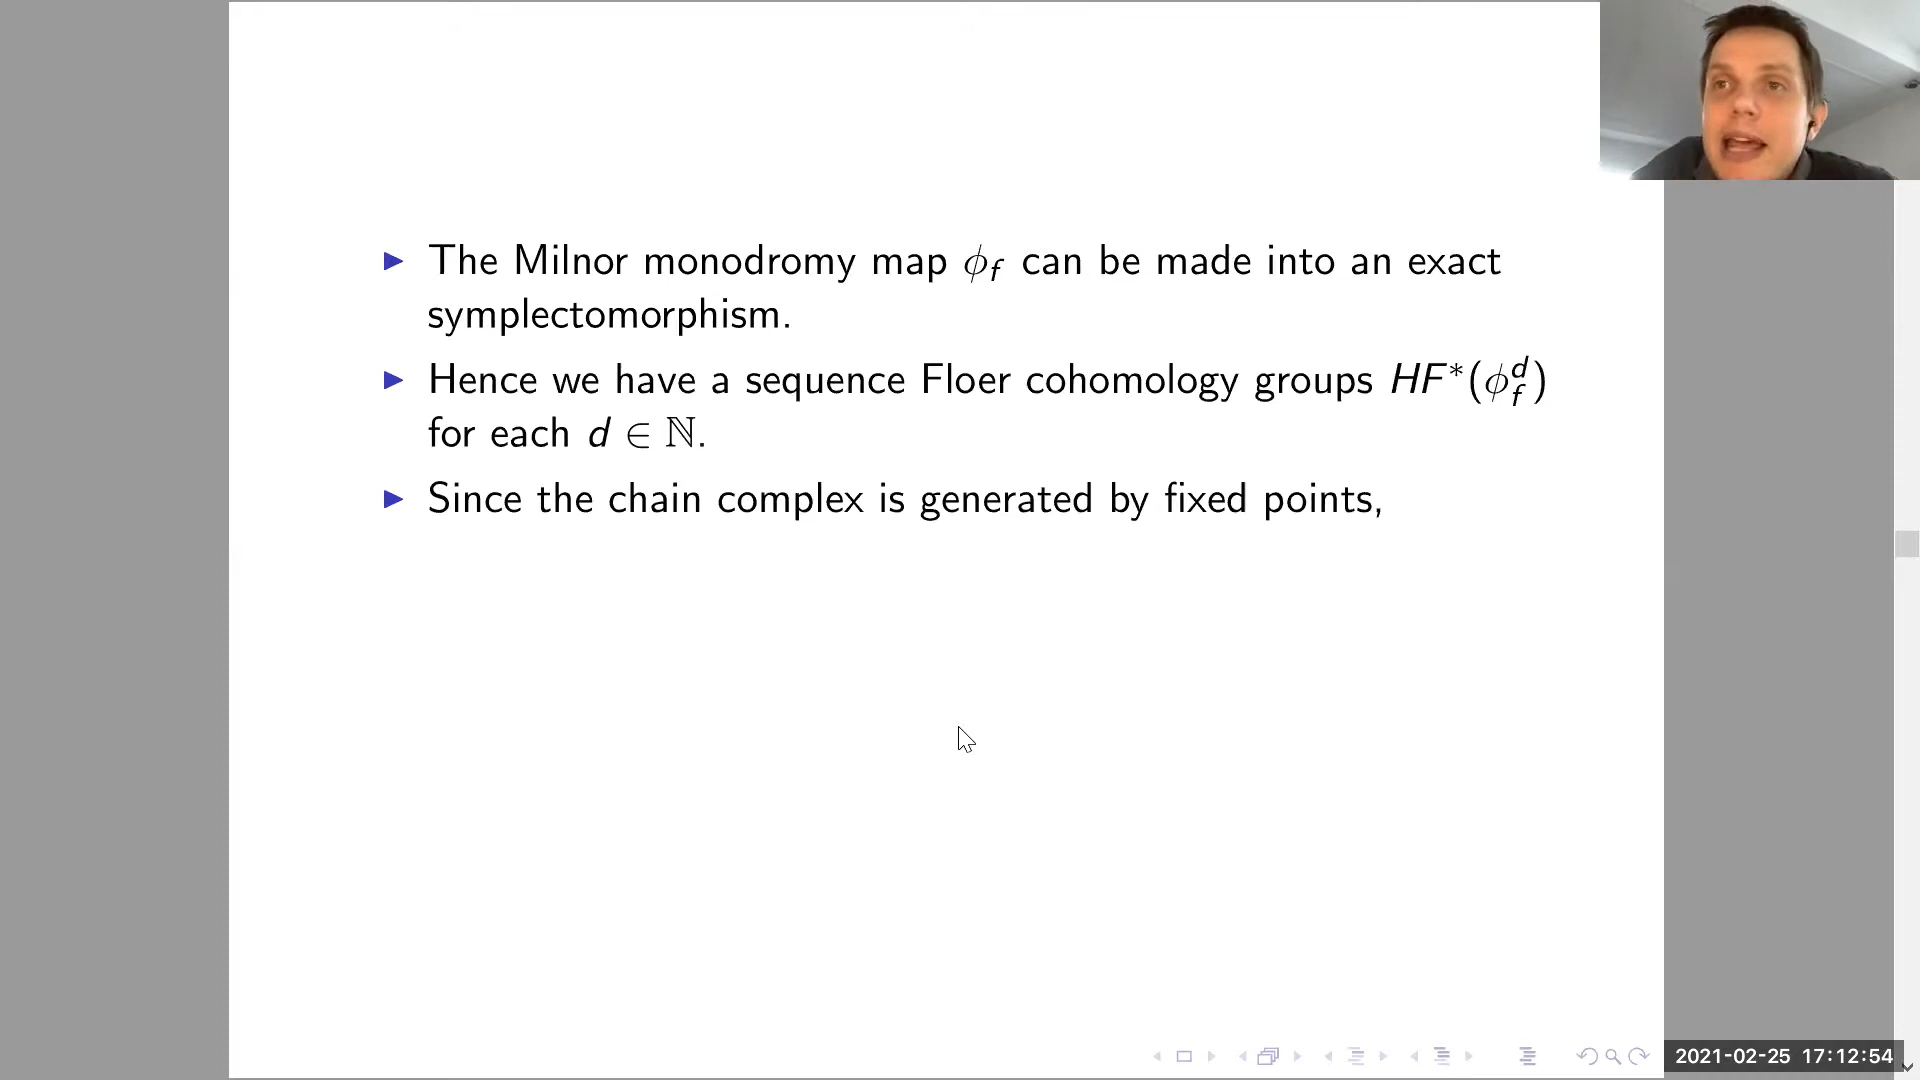 ▶ The Milnor monodromy map ϕ_f can be made into an exact
symplectomorphism.
▶ Hence we have a sequence Floer cohomology groups HF*(ϕ_f^d)
for each d ∈ ℕ.
▶ Since the chain complex is generated by fixed points,
2021-02-25 17:12:54